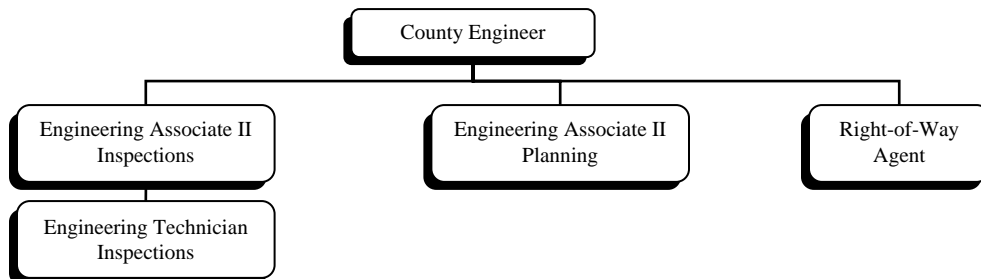 County Engineer
Engineering Associate II
Inspections
Engineering Associate II
Planning
Right-of-Way
Agent
Engineering Technician
Inspections